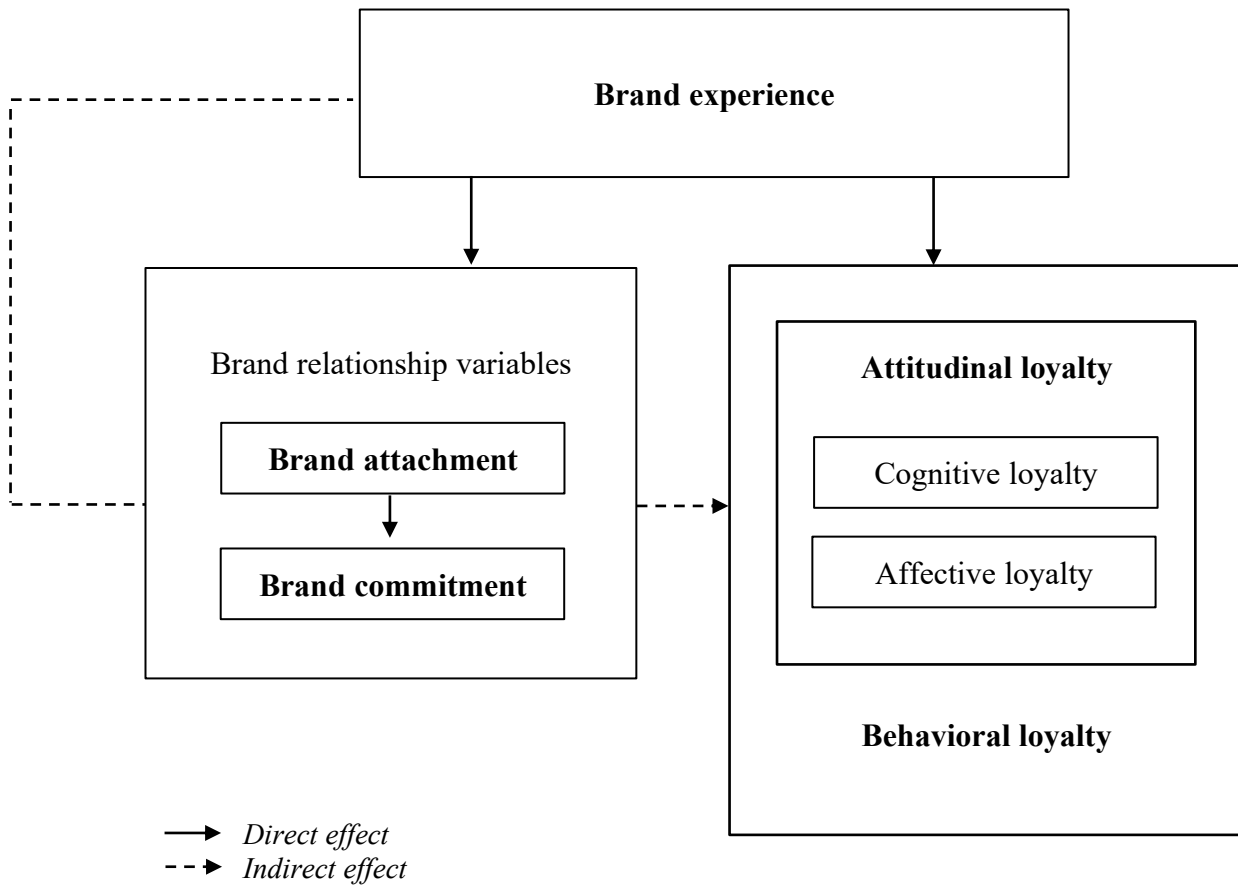 Brand experience
Brand relationship variables
Brand attachment
Brand commitment
Attitudinal loyalty
Cognitive loyalty
Affective loyalty
Behavioral loyalty
Direct effect
Indirect effect